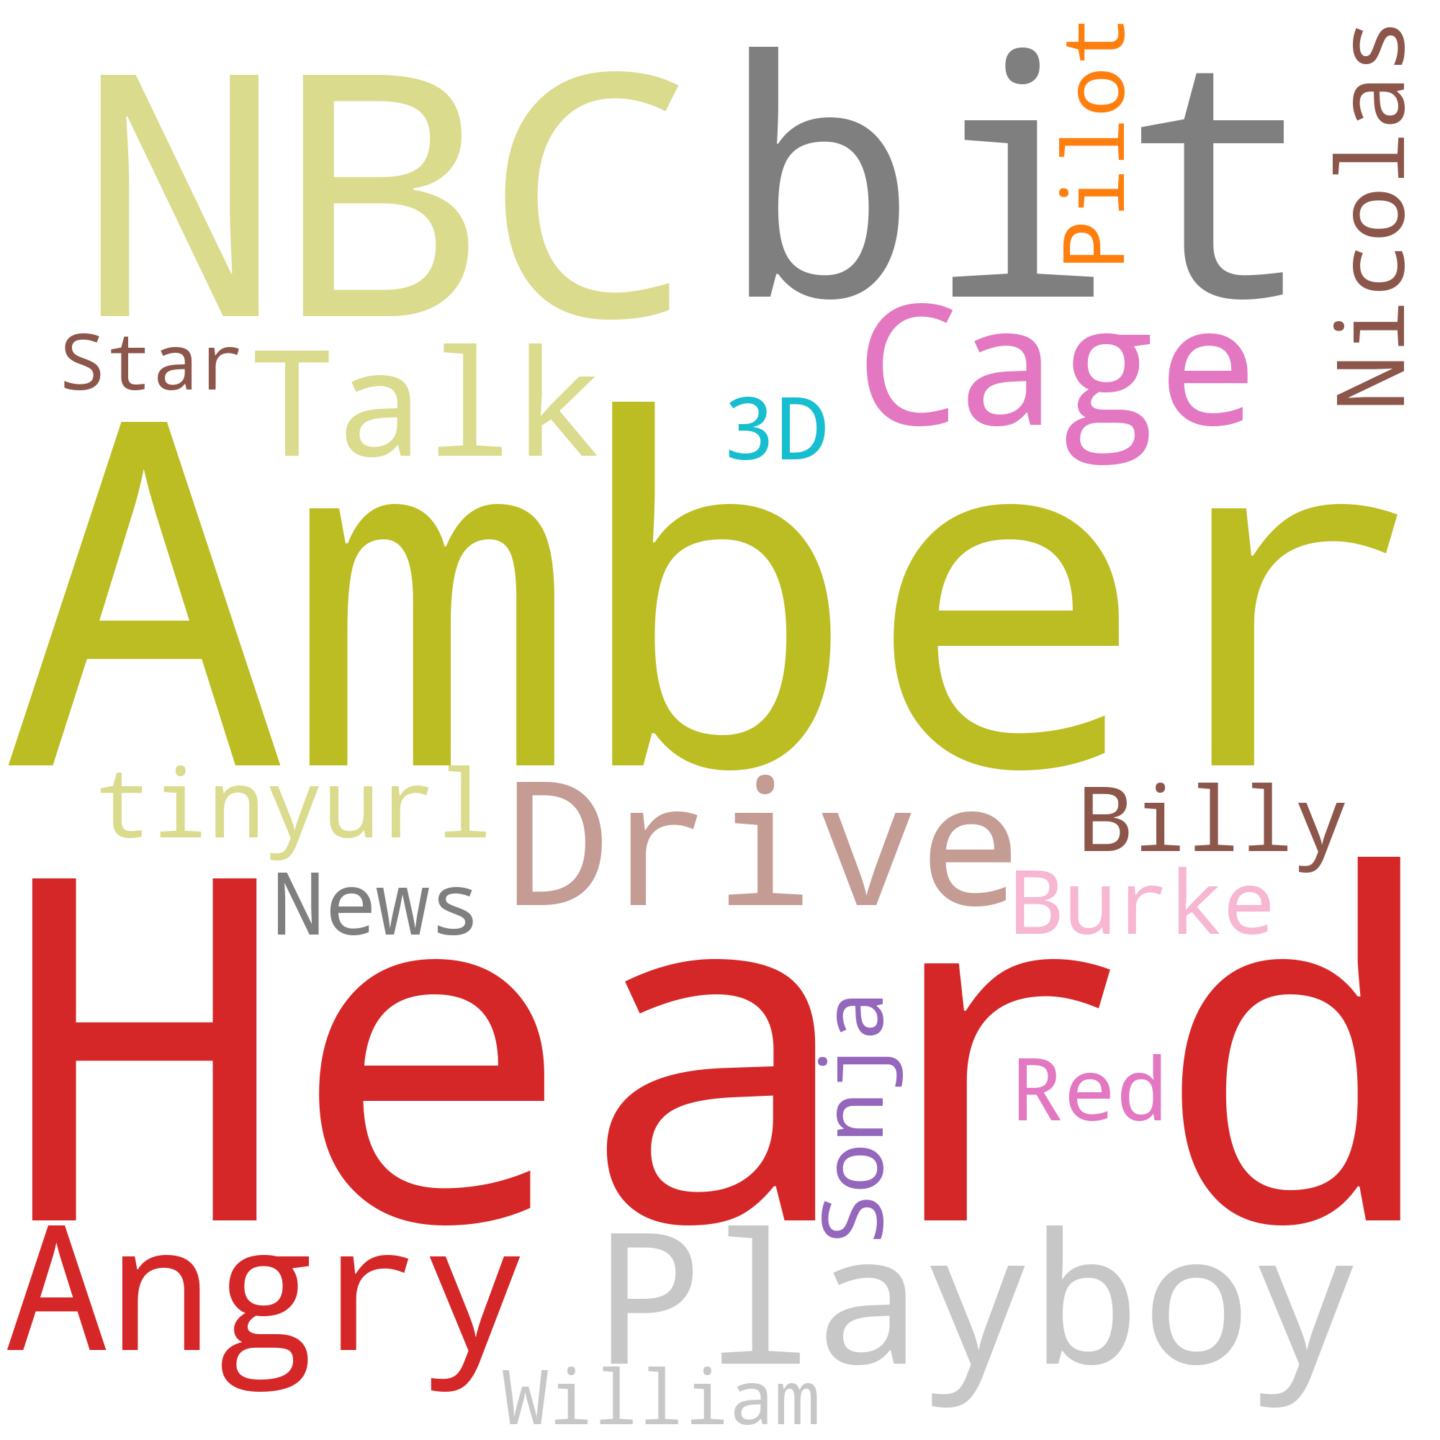 NBC
bit
Pilot
Nicolas
Star
Talk
3D
Cage
Amber
tinyurl
Drive
Billy
News
Burke
Heard
Sonja
Red
Angry
Playboy
William